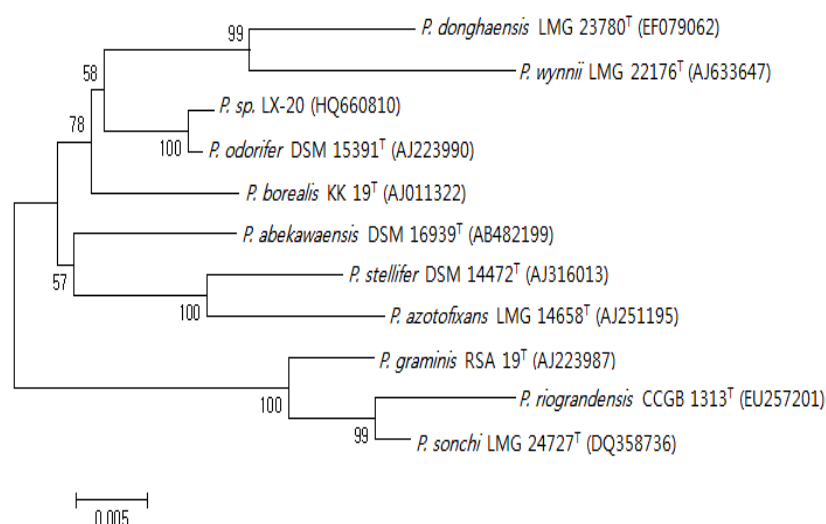 99
P. donghaensis LMG 23780T (EF079062)
58
P. wynnii LMG 22176T (AJ633647)
P. sp. LX-20 (HQ660810)
78
100
P. odorifer DSM 15391T (AJ223990)
P. borealis KK 19T (AJ011322)
P. abekawaensis DSM 16939T (AB482199)
57
P. stellifer DSM 14472T (AJ316013)
100
P. azotofixans LMG 14658T (AJ251195)
P. graminis RSA 19T (AJ223987)
100
P. riograndensis CCGB 1313T (EU257201)
99
P. sonchi LMG 24727T (DQ358736)
0.005